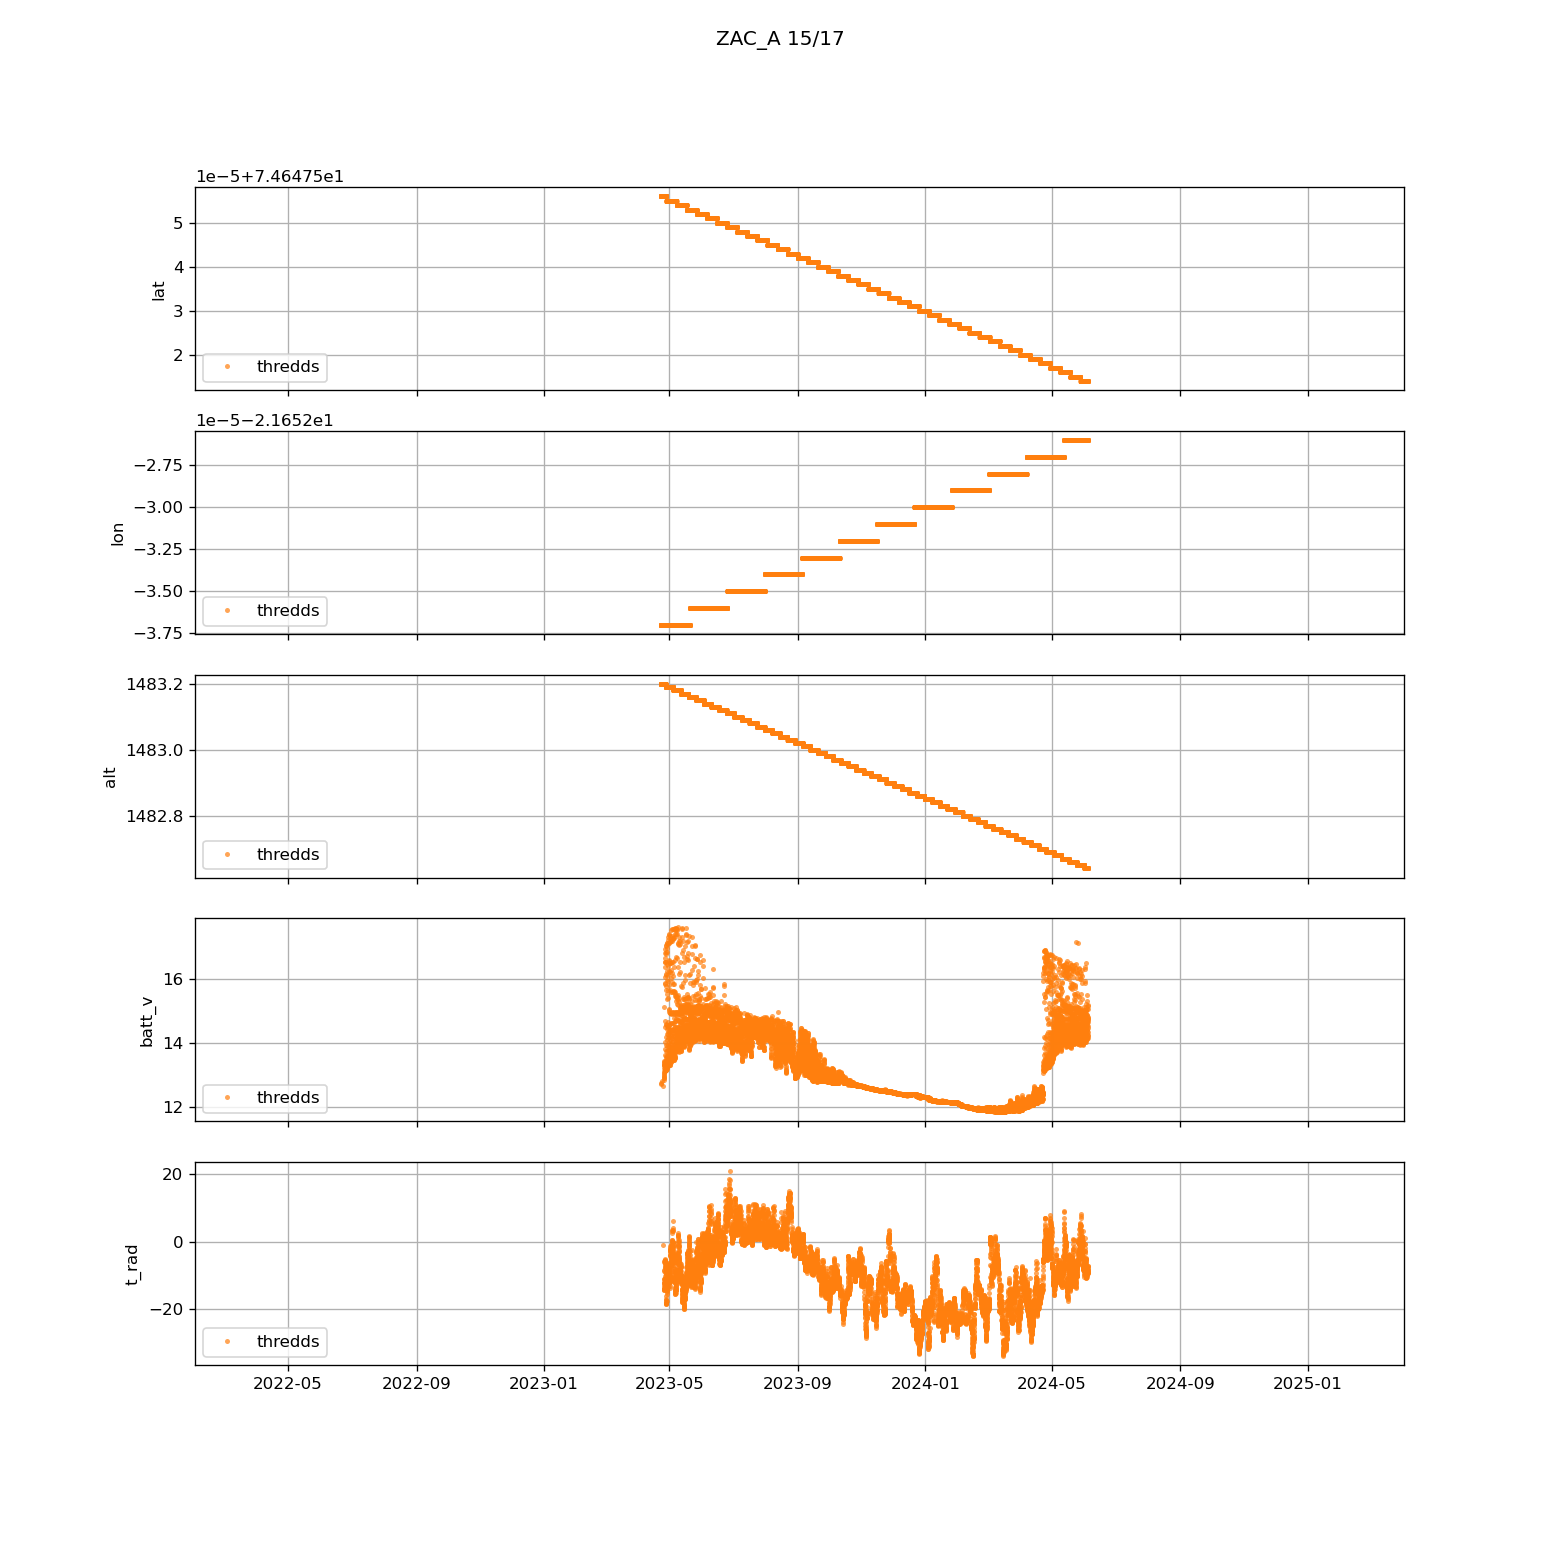 ZAC_A 15/17
1e−5+7.46475e1
5
4
3
2
lat
thredds
1e−5−2.1652e1
−2.75
−3.00
−3.25
−3.50
−3.75
lon
thredds
1483.2
1483.0
1482.8
alt
thredds
16
14
12
batt_v
thredds
20
0
−20
t_rad
thredds
2022-05 2022-09 2023-01 2023-05 2023-09 2024-01 2024-05 2024-09 2025-01